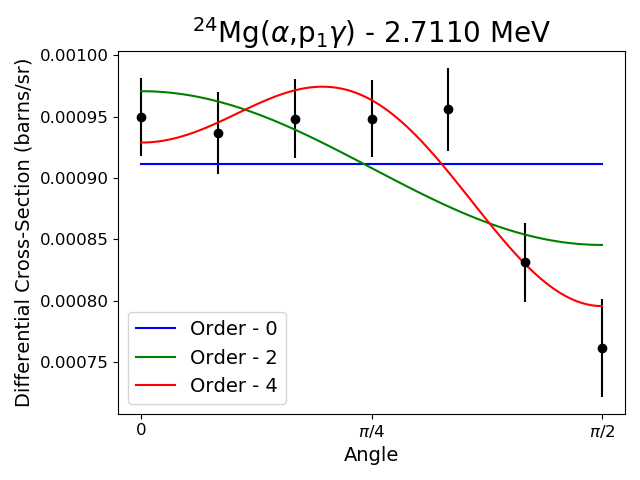 ²⁴Mg(α,p₁γ) - 2.7110 MeV
Differential Cross-Section (barns/sr)
0.00100
0.00095
0.00090
0.00085
0.00080
0.00075
Order - 0
Order - 2
Order - 4
0 π/4 π/2
Angle